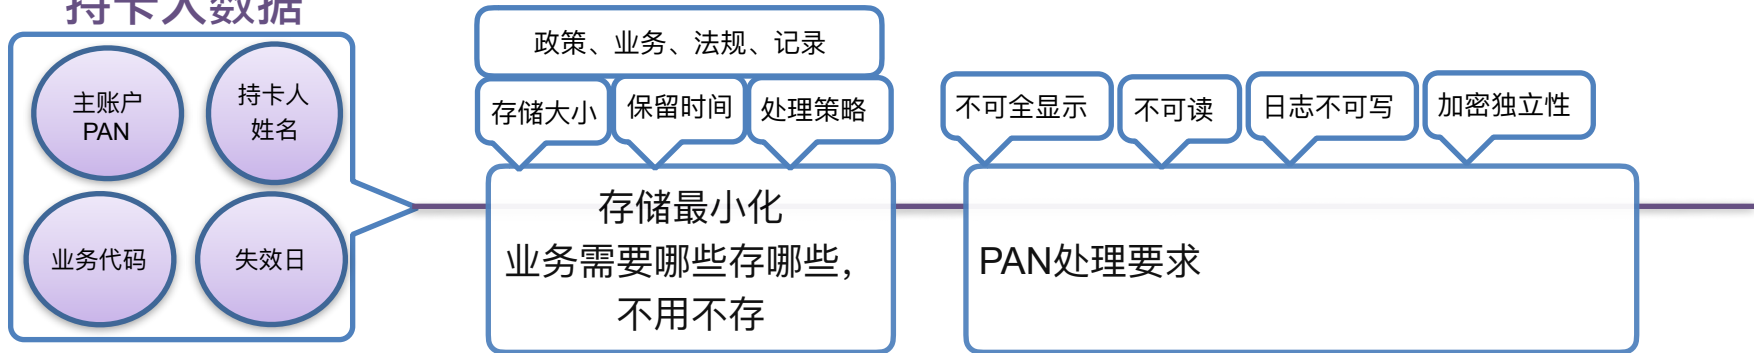 持卡人数据
主账户
PAN
持卡人
姓名
业务代码
失效日
政策、业务、法规、记录
存储大小
保留时间
处理策略
存储最小化
业务需要哪些存哪些，
不用不存
不可全显示
不可读
日志不可写
加密独立性
PAN处理要求